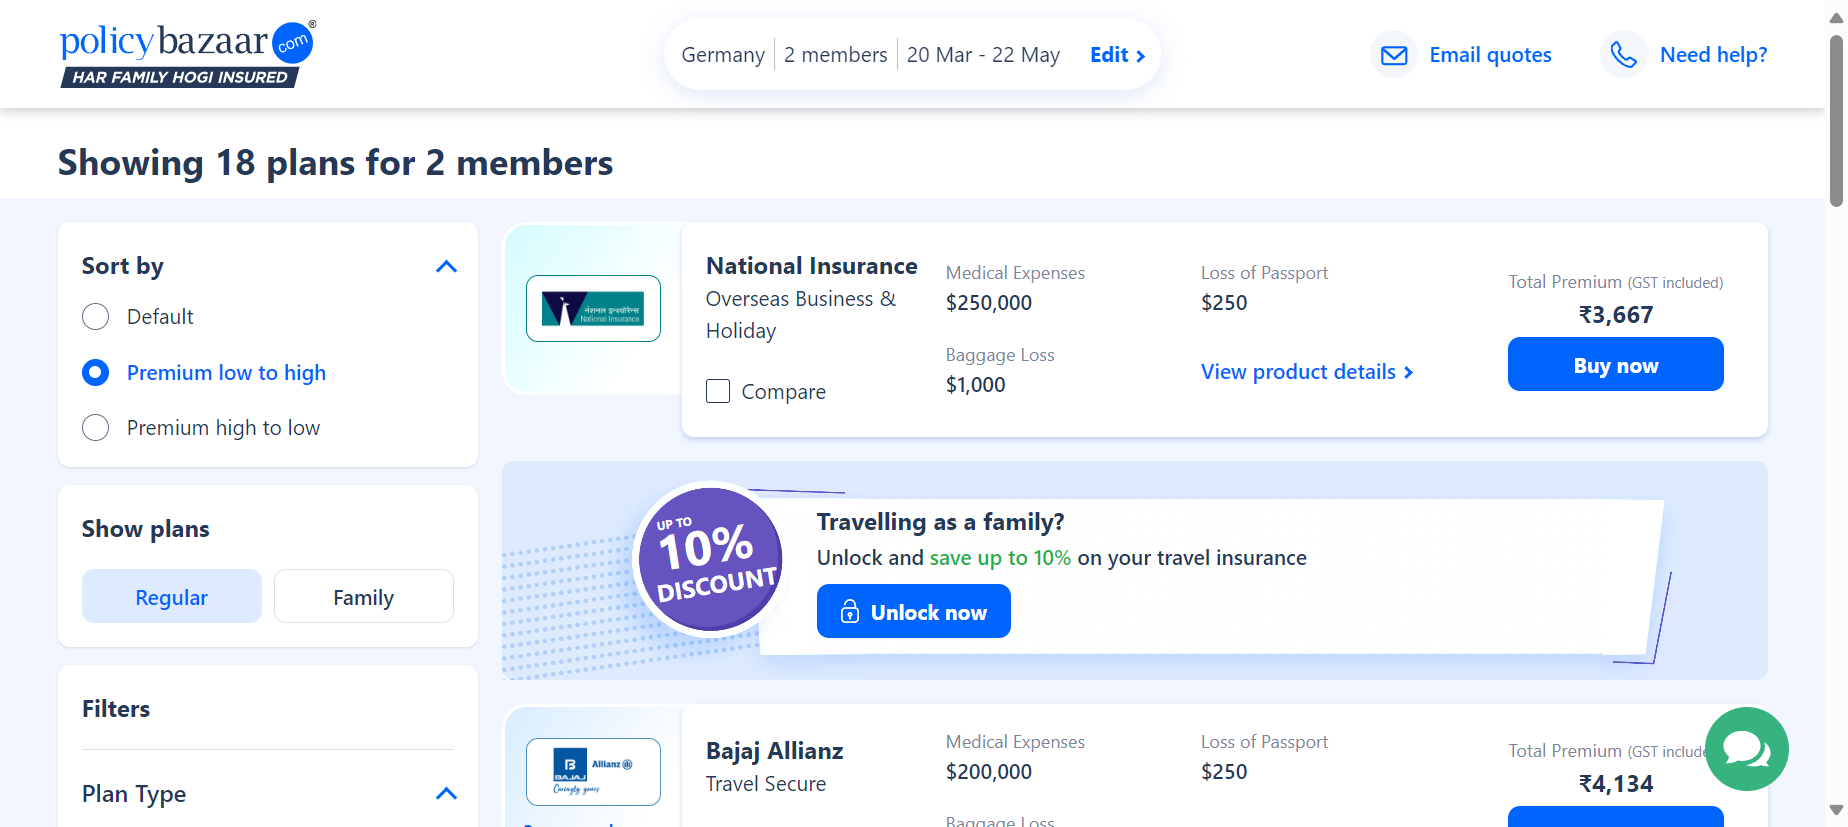 policybazaar.com®
HAR FAMILY HOGI INSURED
Germany
2 members
20 Mar - 22 May
Edit
Email quotes
Need help?
Showing 18 plans for 2 members
Sort by
Default
Premium low to high
Premium high to low
Show plans
Regular
Family
Filters
Plan Type
नेशनल इन्श्योरेन्स
National Insurance
National Insurance
Overseas Business &
Holiday
Compare
Medical Expenses
$250,000
Baggage Loss
$1,000
Loss of Passport
$250
View product details
Total Premium (GST included)
₹3,667
Buy now
UP TO
10%
DISCOUNT
Travelling as a family?
Unlock and save up to 10% on your travel insurance
Unlock now
B
BAJAJ
Allianz
Caringly yours
Bajaj Allianz
Travel Secure
Medical Expenses
$200,000
Baggage Loss
Loss of Passport
$250
Total Premium (GST include
₹4,134